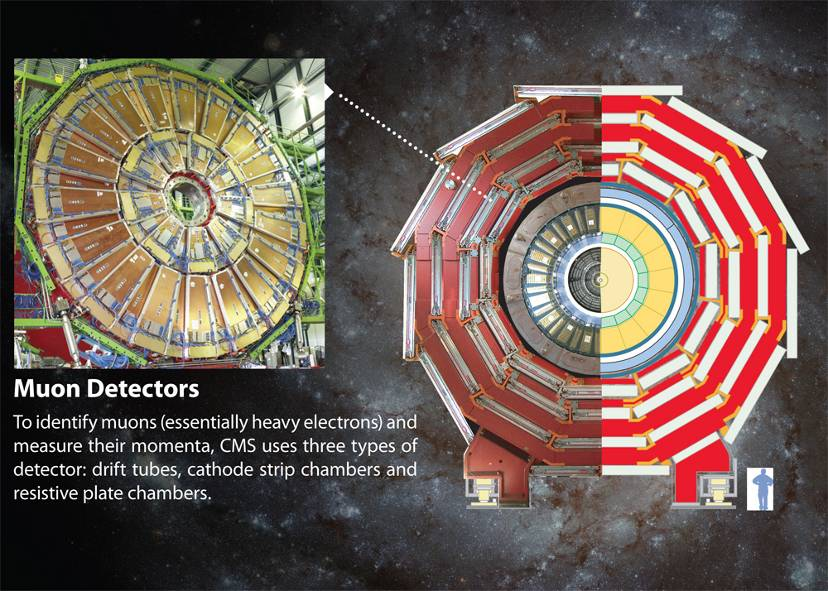 Muon Detectors
To identify muons (essentially heavy electrons) and
measure their momenta, CMS uses three types of
detector: drift tubes, cathode strip chambers and
resistive plate chambers.